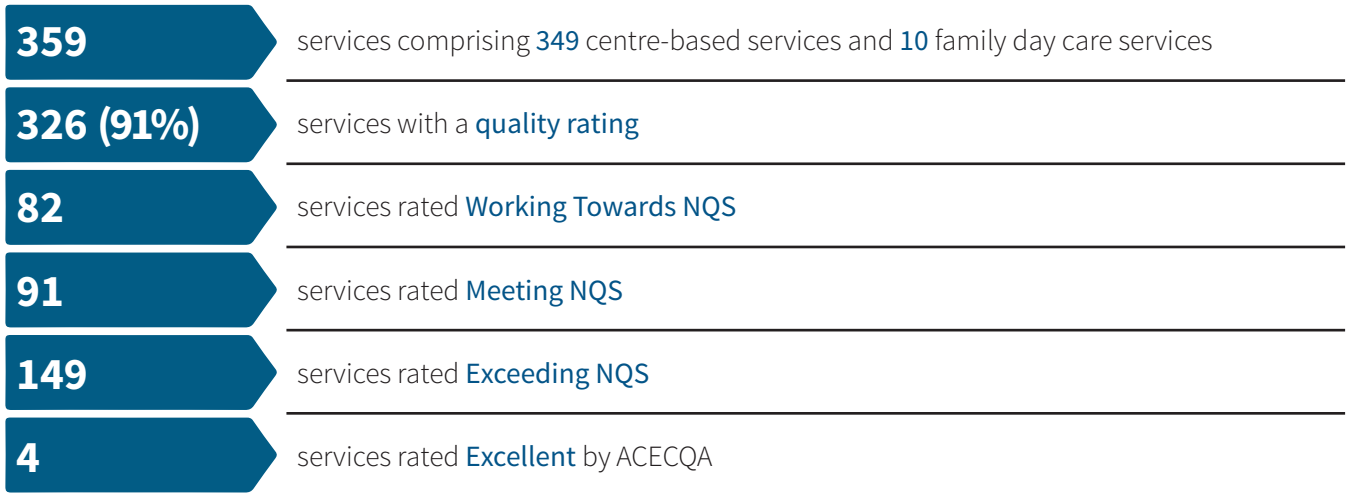 359 services comprising 349 centre-based services and 10 family day care services
326 (91%) services with a quality rating
82 services rated Working Towards NQS
91 services rated Meeting NQS
149 services rated Exceeding NQS
4 services rated Excellent by ACECQA